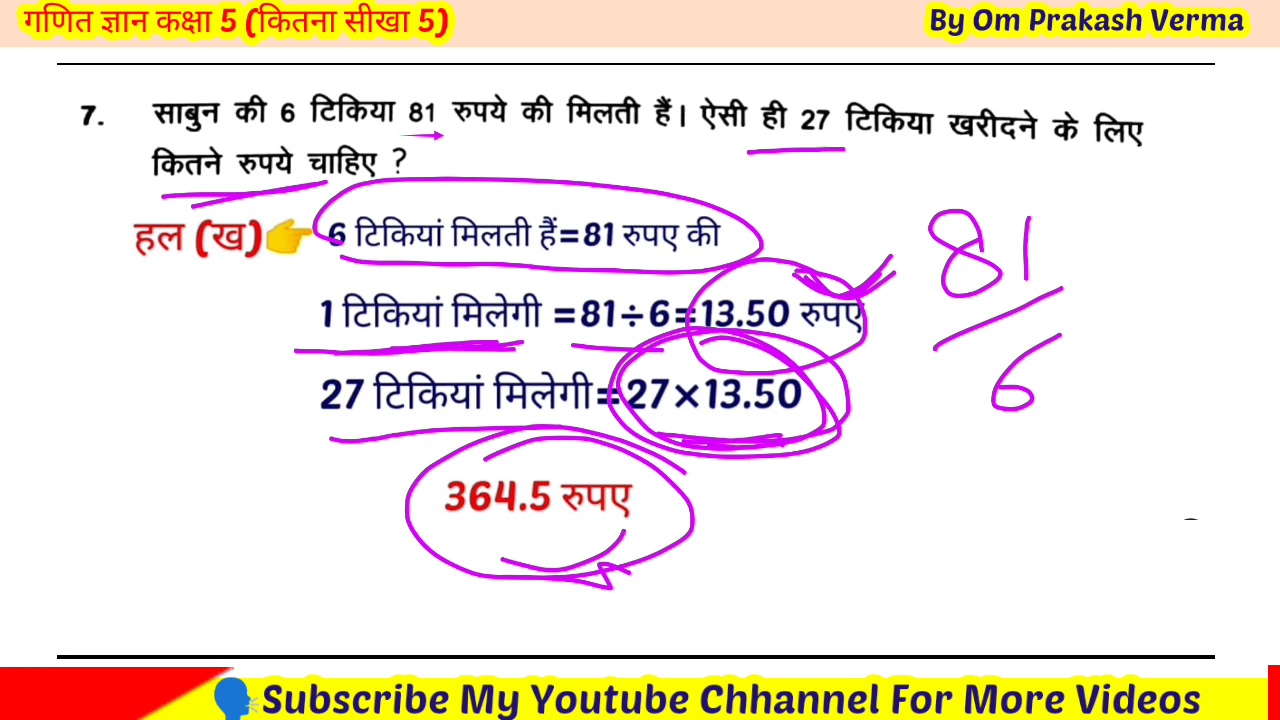 गणित ज्ञान कक्षा 5 (कितना सीखा 5)
By Om Prakash Verma
7. साबुन की 6 टिकिया 81 रुपये की मिलती हैं। ऐसी ही 27 टिकिया खरीदने के लिए
कितने रुपये चाहिए ?
हल (ख)👉 6 टिकियां मिलती हैं=81 रुपए की
1 टिकियां मिलेगी =81÷6=13.50 रुपए
27 टिकियां मिलेगी=27×13.50
364.5 रुपए
81
6
Subscribe My Youtube Chhannel For More Videos